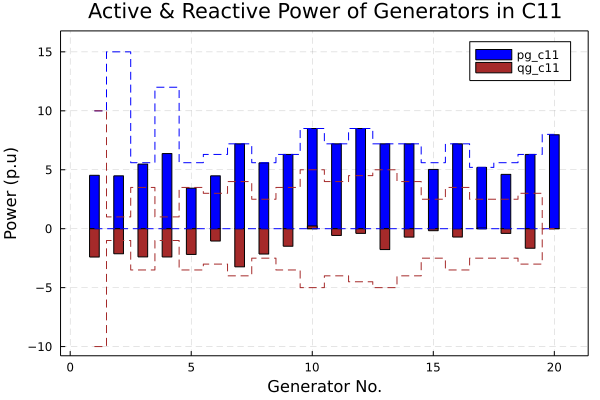 Active & Reactive Power of Generators in C11
pg_c11
qg_c11
15
10
5
0
−5
−10
Power (p.u)
0
5
10
15
20
Generator No.